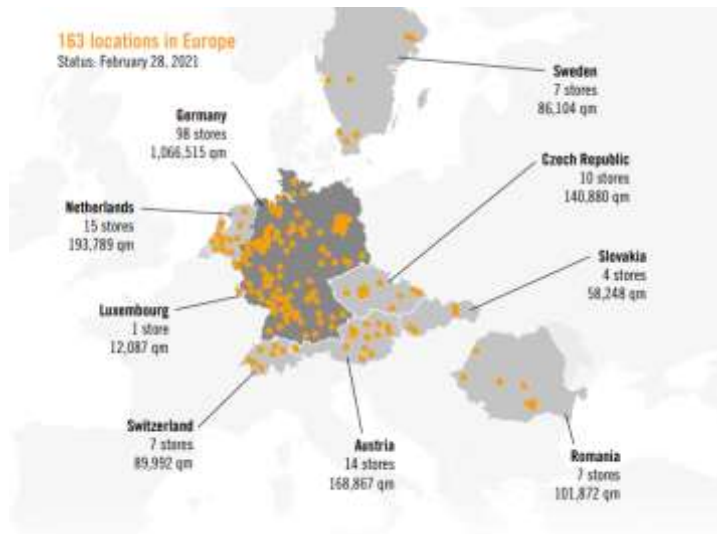 163 locations in Europe
Status: February 28, 2021
Sweden
7 stores
86,104 qm
Germany
98 stores
1,066,515 qm
Czech Republic
10 stores
140,880 qm
Netherlands
15 stores
193,789 qm
Slovakia
4 stores
58,248 qm
Luxembourg
1 store
12,087 qm
Switzerland
7 stores
89,992 qm
Austria
14 stores
168,867 qm
Romania
7 stores
101,872 qm